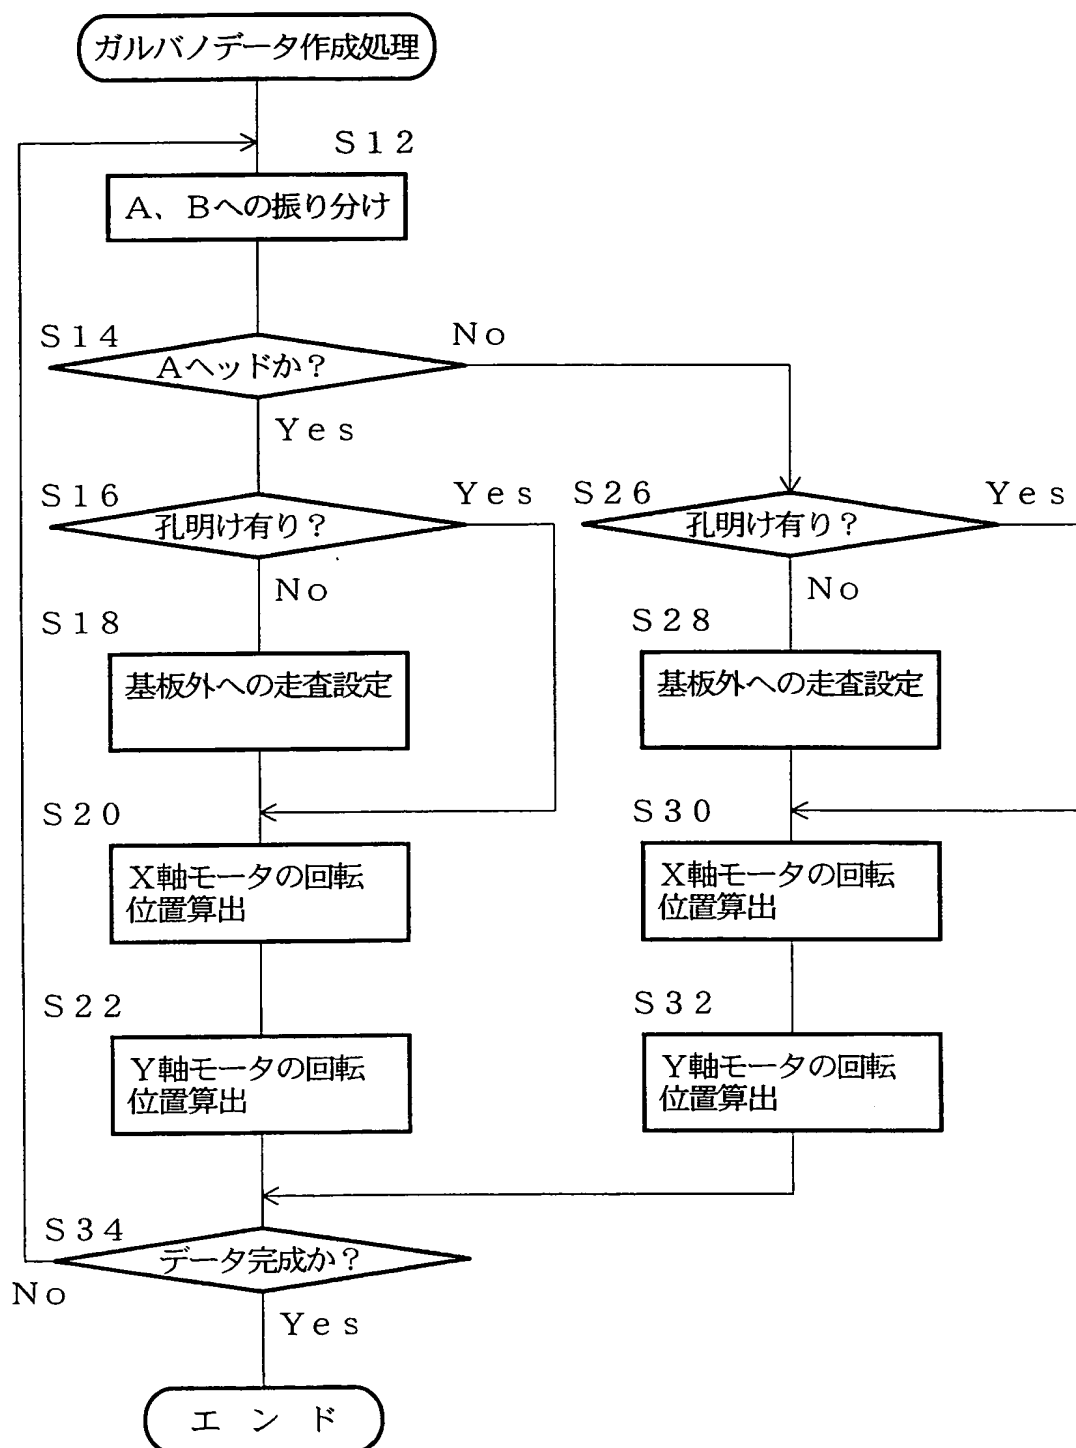 ガルバノデータ作成処理
S12
A、Bへの振り分け
S14
Aヘッドか？
No
Yes
S16
孔明け有り？
Yes
No
S26
孔明け有り？
Yes
No
S18
基板外への走査設定
S28
基板外への走査設定
S20
X軸モータの回転
位置算出
S30
X軸モータの回転
位置算出
S22
Y軸モータの回転
位置算出
S32
Y軸モータの回転
位置算出
S34
データ完成か？
No
Yes
エンド